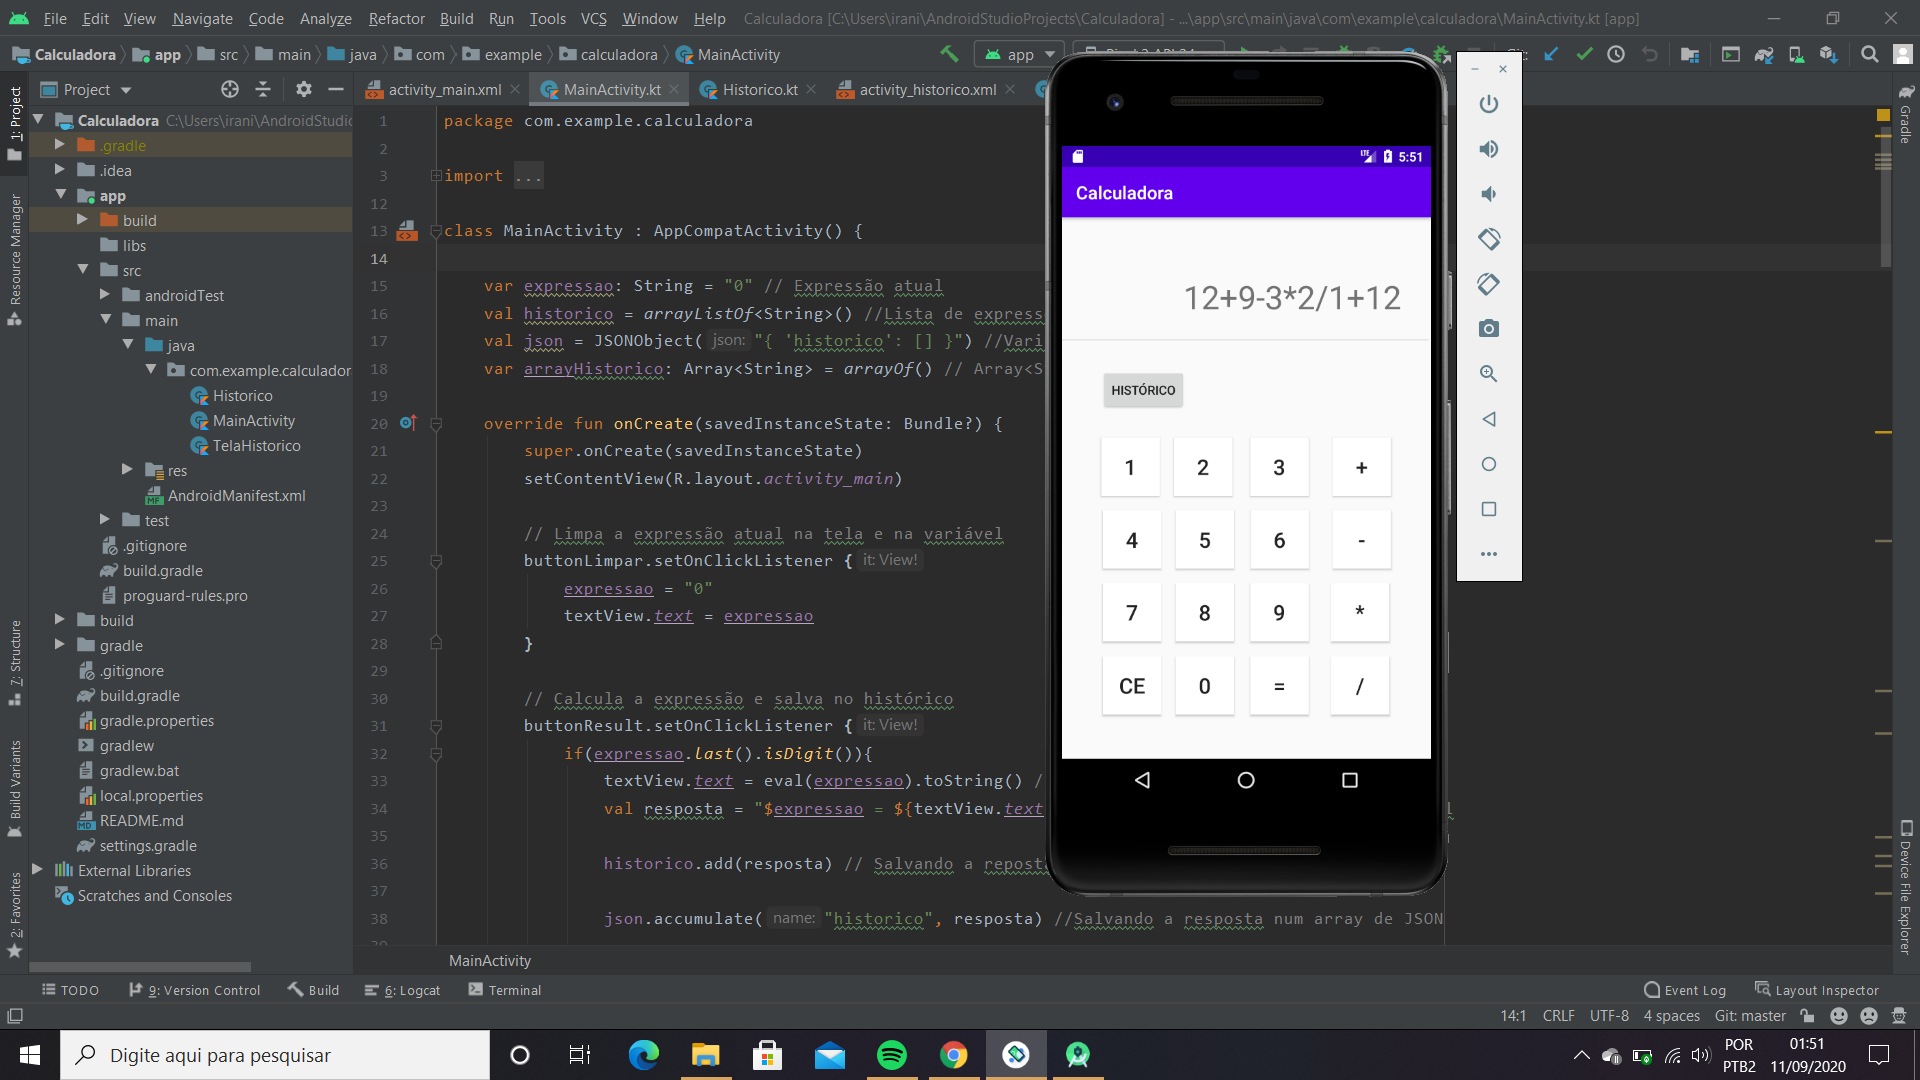 File Edit View Navigate Code Analyze Refactor Build Run Tools VCS Window Help Calculadora [C:\Users\irani\AndroidStudioProjects\Calculadora] - ...\app\src\main\java\com\example\calculadora\MainActivity.kt [app]
Calculadora app src main java com example calculadora MainActivity app
Project
activity_main.xml MainActivity.kt Historico.kt activity_historico.xml
1: Project
Resource Manager
7: Structure
Build Variants
2: Favorites
Calculadora C:\Users\irani\AndroidStudic
.gradle
.idea
app
build
libs
src
androidTest
main
java
com.example.calculador
Historico
MainActivity
TelaHistorico
res
AndroidManifest.xml
test
.gitignore
build.gradle
proguard-rules.pro
build
gradle
.gitignore
build.gradle
gradle.properties
gradlew
gradlew.bat
local.properties
README.md
settings.gradle
External Libraries
Scratches and Consoles
1 package com.example.calculadora
2
3 import ...
12
13 class MainActivity : AppCompatActivity() {
14
15 var expressao: String = "0" // Expressão atual
16 val historico = arrayListOf<String>() //Lista de express
17 val json = JSONObject( json: "{ 'historico': [] }") //Vari
18 var arrayHistorico: Array<String> = arrayOf() // Array<S
19
20 override fun onCreate(savedInstanceState: Bundle?) {
21 super.onCreate(savedInstanceState)
22 setContentView(R.layout.activity_main)
23
24 // Limpa a expressão atual na tela e na variável
25 buttonLimpar.setOnClickListener { it: View!
26 expressao = "0"
27 textView.text = expressao
28 }
29
30 // Calcula a expressão e salva no histórico
31 buttonResult.setOnClickListener { it: View!
32 if(expressao.last().isDigit()){
33 textView.text = eval(expressao).toString() /
34 val resposta = "$expressao = ${textView.text
35
36 historico.add(resposta) // Salvando a repost
37
38 json.accumulate( name: "historico", resposta) //Salvando a resposta num array de JSON
MainActivity
LTE 5:51
Calculadora
12+9-3*2/1+12
HISTÓRICO
1 2 3 +
4 5 6 -
7 8 9 *
CE 0 = /
Gradle
Device File Explorer
TODO 9: Version Control Build 6: Logcat Terminal Event Log Layout Inspector
14:1 CRLF UTF-8 4 spaces Git: master
Digite aqui para pesquisar
POR
PTB2
01:51
11/09/2020